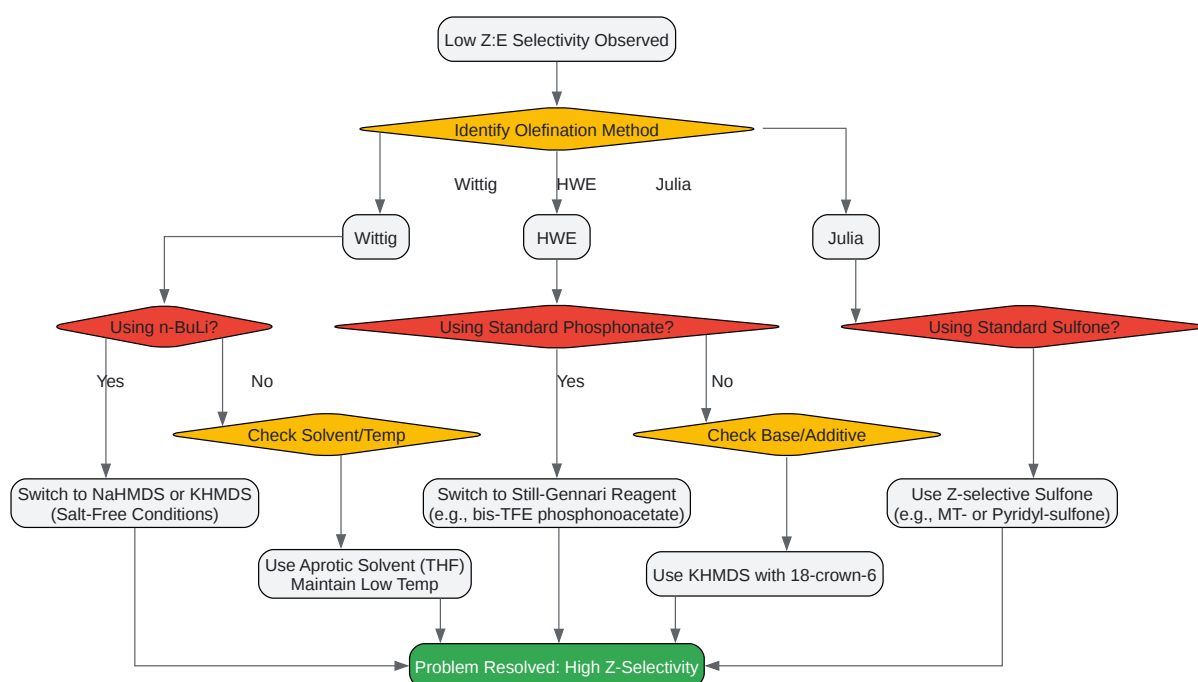 Low Z:E Selectivity Observed
Identify Olefination Method
Wittig
HWE
Julia
Wittig
HWE
Julia
Using n-BuLi?
Using Standard Phosphonate?
Using Standard Sulfone?
Yes
No
Yes
No
Check Solvent/Temp
Check Base/Additive
Switch to NaHMDS or KHMDS
(Salt-Free Conditions)
Switch to Still-Gennari Reagent
(e.g., bis-TFE phosphonoacetate)
Use Z-selective Sulfone
(e.g., MT- or Pyridyl-sulfone)
Use Aprotic Solvent (THF)
Maintain Low Temp
Use KHMDS with 18-crown-6
Problem Resolved: High Z-Selectivity